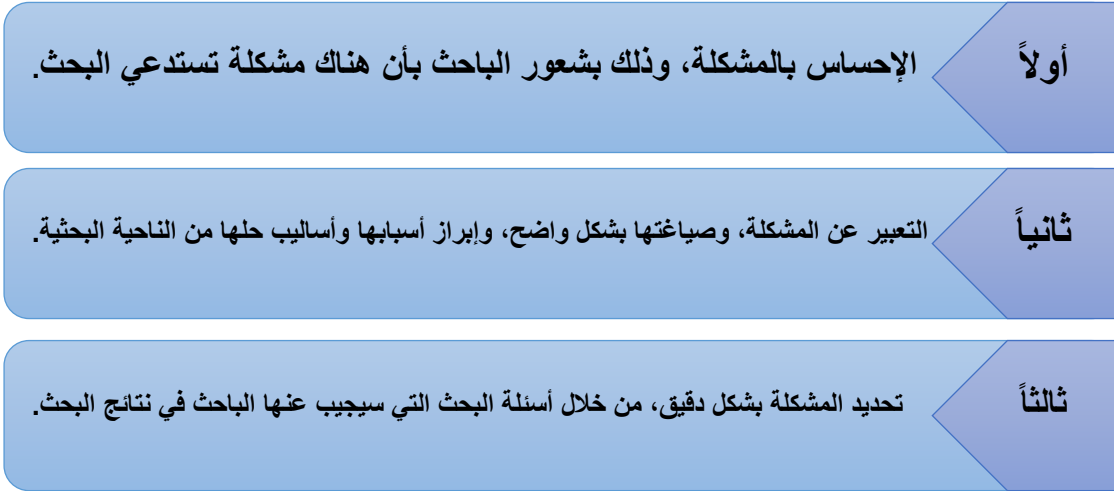 أولاً
الإحساس بالمشكلة، وذلك بشعور الباحث بأن هناك مشكلة تستدعي البحث.
ثانياً
التعبير عن المشكلة، وصياغتها بشكل واضح، وإبراز أسبابها وأساليب حلها من الناحية البحثية.
ثالثاً
تحديد المشكلة بشكل دقيق، من خلال أسئلة البحث التي سيجيب عنها الباحث في نتائج البحث.